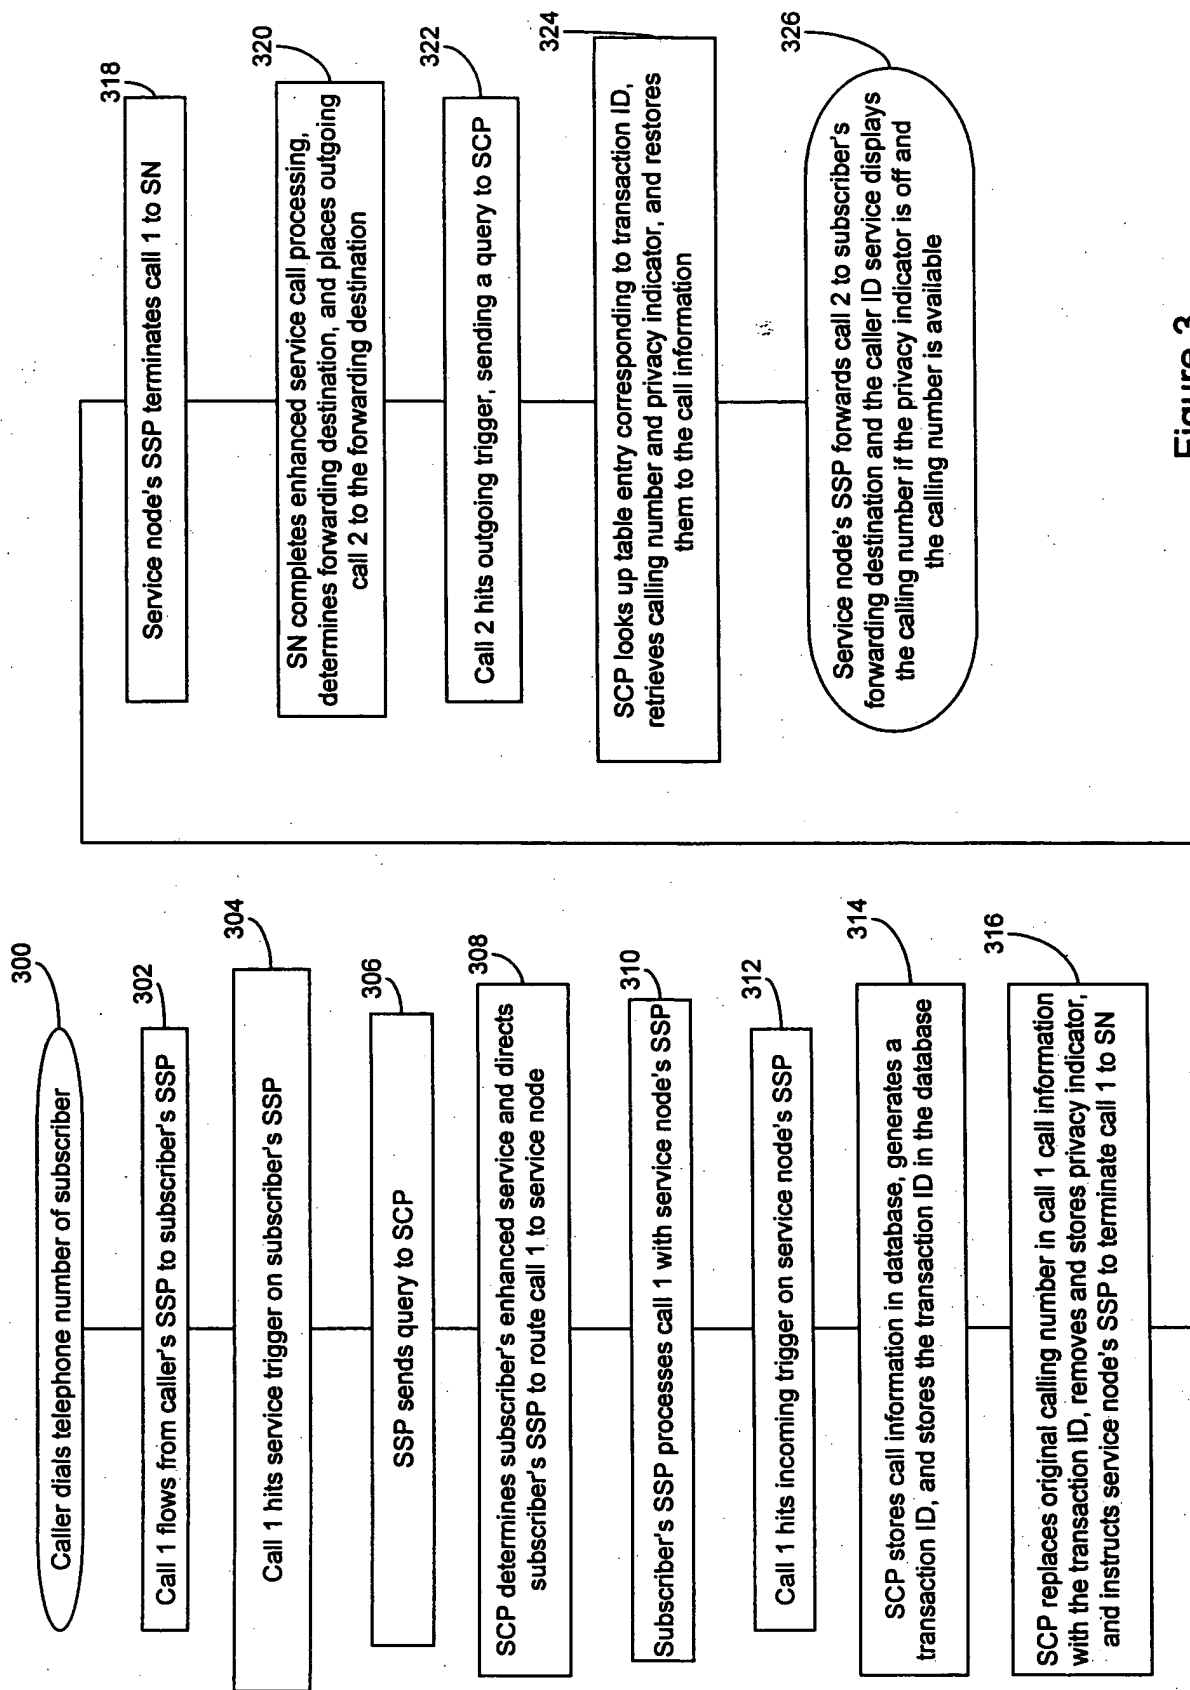 300
Caller dials telephone number of subscriber
302
Call 1 flows from caller's SSP to subscriber's SSP
304
Call 1 hits service trigger on subscriber's SSP
306
SSP sends query to SCP
308
SCP determines subscriber's enhanced service and directs
subscriber's SSP to route call 1 to service node
310
Subscriber's SSP processes call 1 with service node's SSP
312
Call 1 hits incoming trigger on service node's SSP
314
SCP stores call information in database, generates a
transaction ID, and stores the transaction ID in the database
316
SCP replaces original calling number in call 1 call information
with the transaction ID, removes and stores privacy indicator,
and instructs service node's SSP to terminate call 1 to SN
318
Service node's SSP terminates call 1 to SN
320
SN completes enhanced service call processing,
determines forwarding destination, and places outgoing
call 2 to the forwarding destination
322
Call 2 hits outgoing trigger, sending a query to SCP
324
SCP looks up table entry corresponding to transaction ID,
retrieves calling number and privacy indicator, and restores
them to the call information
326
Service node's SSP forwards call 2 to subscriber's
forwarding destination and the caller ID service displays
the calling number if the privacy indicator is off and
the calling number is available
Figure 3